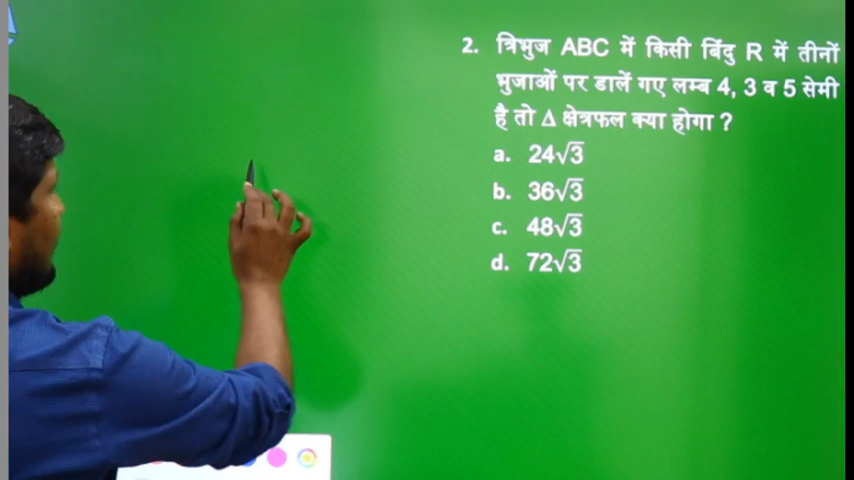 2. त्रिभुज ABC में किसी बिंदु R में तीनों
भुजाओं पर डालें गए लम्ब 4, 3 व 5 सेमी
है तो Δ क्षेत्रफल क्या होगा ?
a. 24√3
b. 36√3
c. 48√3
d. 72√3